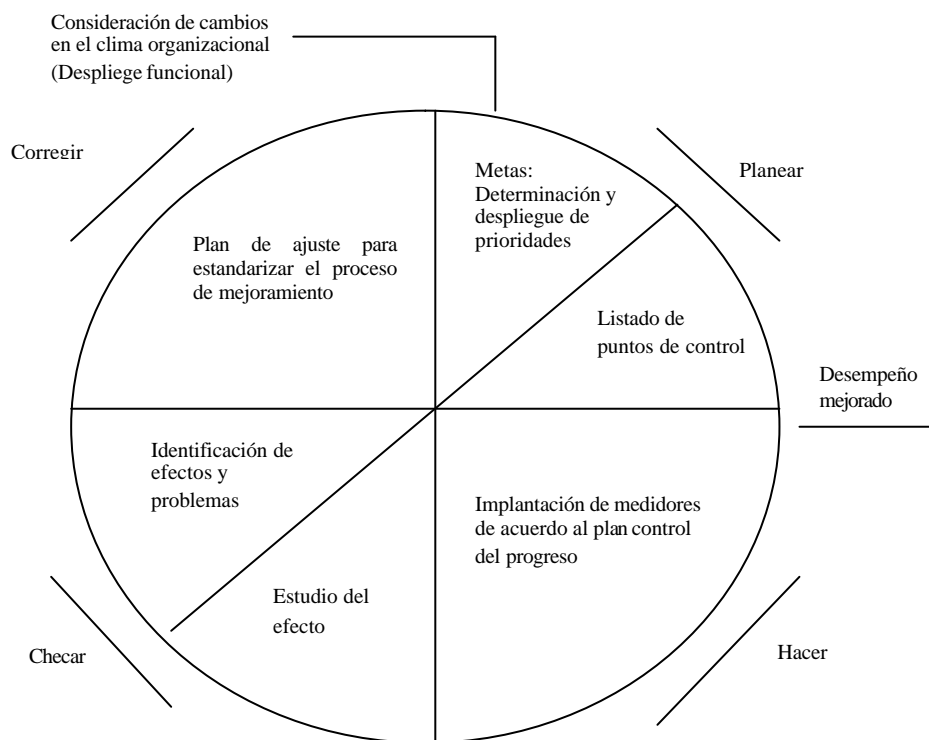 Consideración de cambios
en el clima organizacional
(Despliege funcional)
Corregir
Planear
Metas:
Determinación y
despliegue de
prioridades
Plan de ajuste para
estandarizar el proceso
de mejoramiento
Listado de
puntos de control
Desempeño
mejorado
Identificación de
efectos y
problemas
Implantación de medidores
de acuerdo al plan control
del progreso
Estudio del
efecto
Checar
Hacer